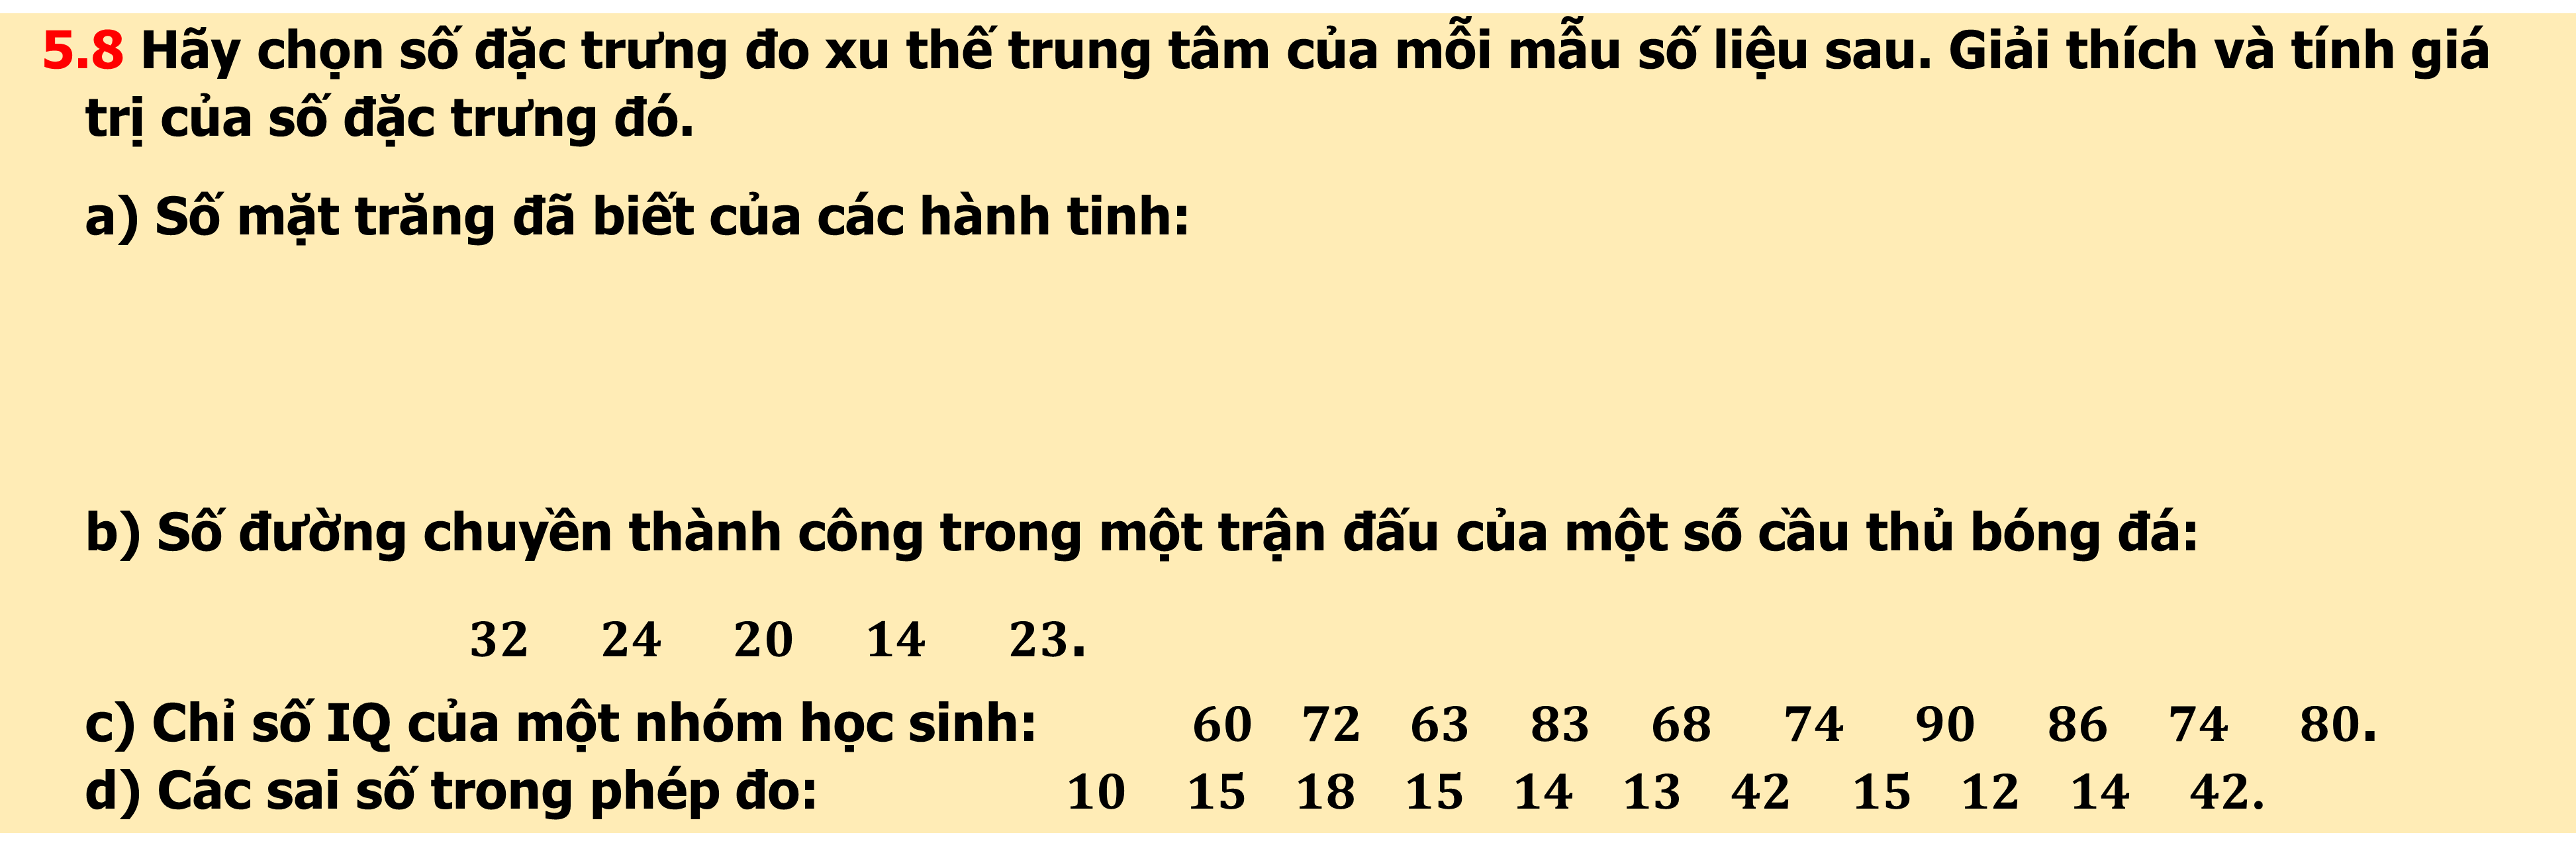 5.8 Hãy chọn số đặc trưng đo xu thế trung tâm của mỗi mẫu số liệu sau. Giải thích và tính giá
trị của số đặc trưng đó.
a) Số mặt trăng đã biết của các hành tinh:
b) Số đường chuyền thành công trong một trận đấu của một số cầu thủ bóng đá:
32 24 20 14 23.
c) Chỉ số IQ của một nhóm học sinh: 60 72 63 83 68 74 90 86 74 80.
d) Các sai số trong phép đo: 10 15 18 15 14 13 42 15 12 14 42.